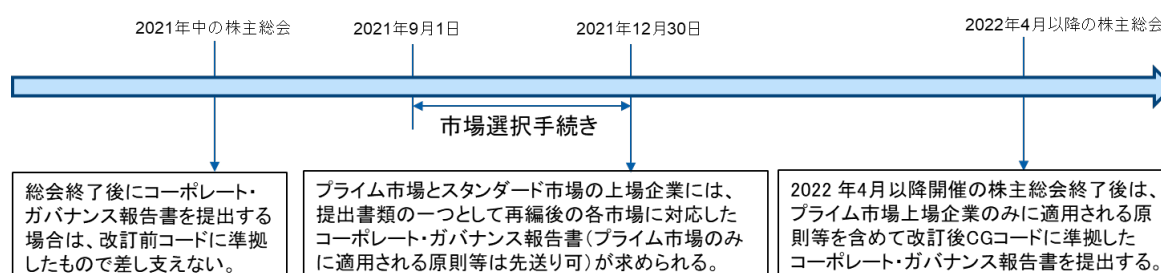 2021年中の株主総会
2021年9月1日
2021年12月30日
2022年4月以降の株主総会
市場選択手続き
総会終了後にコーポレート・
ガバナンス報告書を提出する
場合は、改訂前コードに準拠
したもので差し支えない。
プライム市場とスタンダード市場の上場企業には、
提出書類の一つとして再編後の各市場に対応した
コーポレート・ガバナンス報告書(プライム市場のみ
に適用される原則等は先送り可)が求められる。
2022 年4月以降開催の株主総会終了後は、
プライム市場上場企業のみに適用される原
則等を含めて改訂後CGコードに準拠した
コーポレート・ガバナンス報告書を提出する。